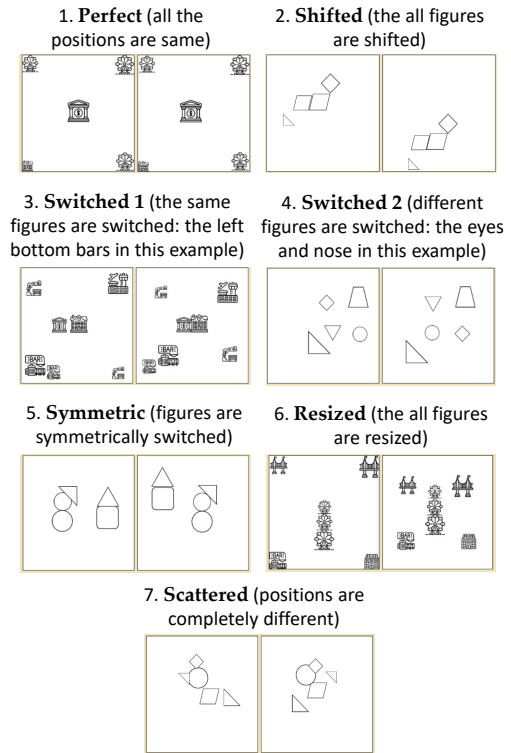 1. Perfect (all the
positions are same)
2. Shifted (the all figures
are shifted)
3. Switched 1 (the same
figures are switched: the left
bottom bars in this example)
4. Switched 2 (different
figures are switched: the eyes
and nose in this example)
BAR
BAR
5. Symmetric (figures are
symmetrically switched)
6. Resized (the all figures
are resized)
BAR
BAR
7. Scattered (positions are
completely different)